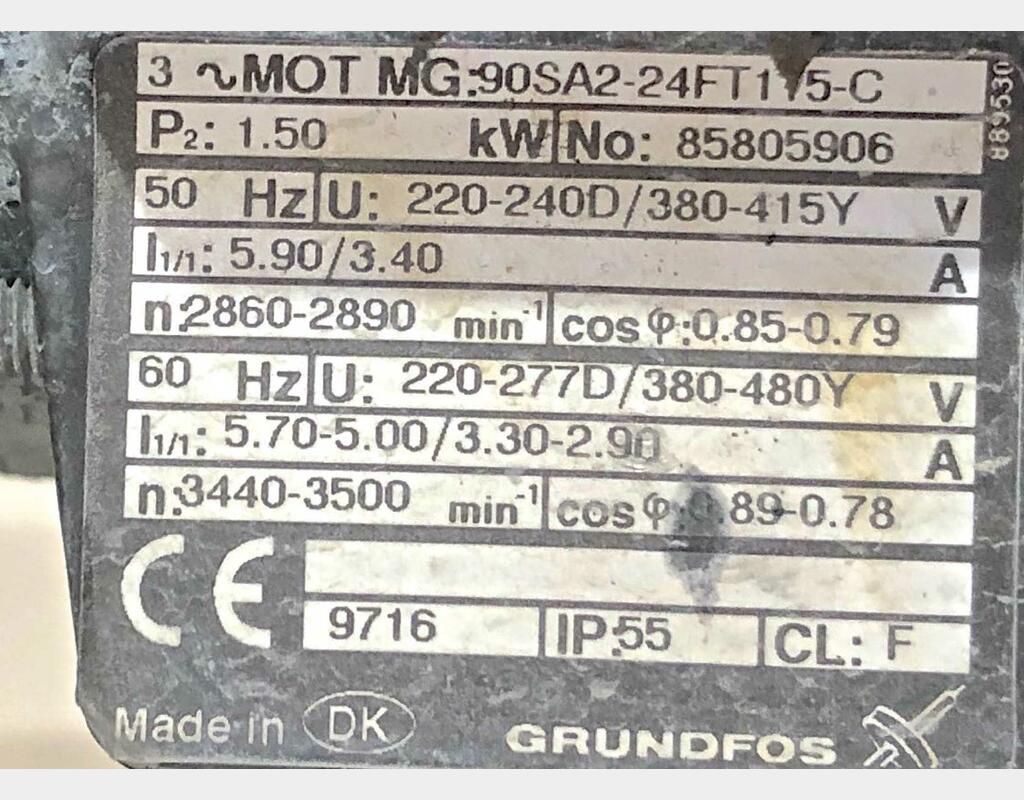 3 ∿MOT MG:90SA2-24FT115-C
889530
P2: 1.50 kW No: 85805906
50 Hz U: 220-240D/380-415Y V
I1/1: 5.90/3.40 A
n:2860-2890 min-1 cosφ:0.85-0.79
60 Hz U: 220-277D/380-480Y V
I1/1: 5.70-5.00/3.30-2.90 A
n:3440-3500 min-1 cosφ:0.89-0.78
CE
9716 IP:55 CL: F
Made in DK GRUNDFOS